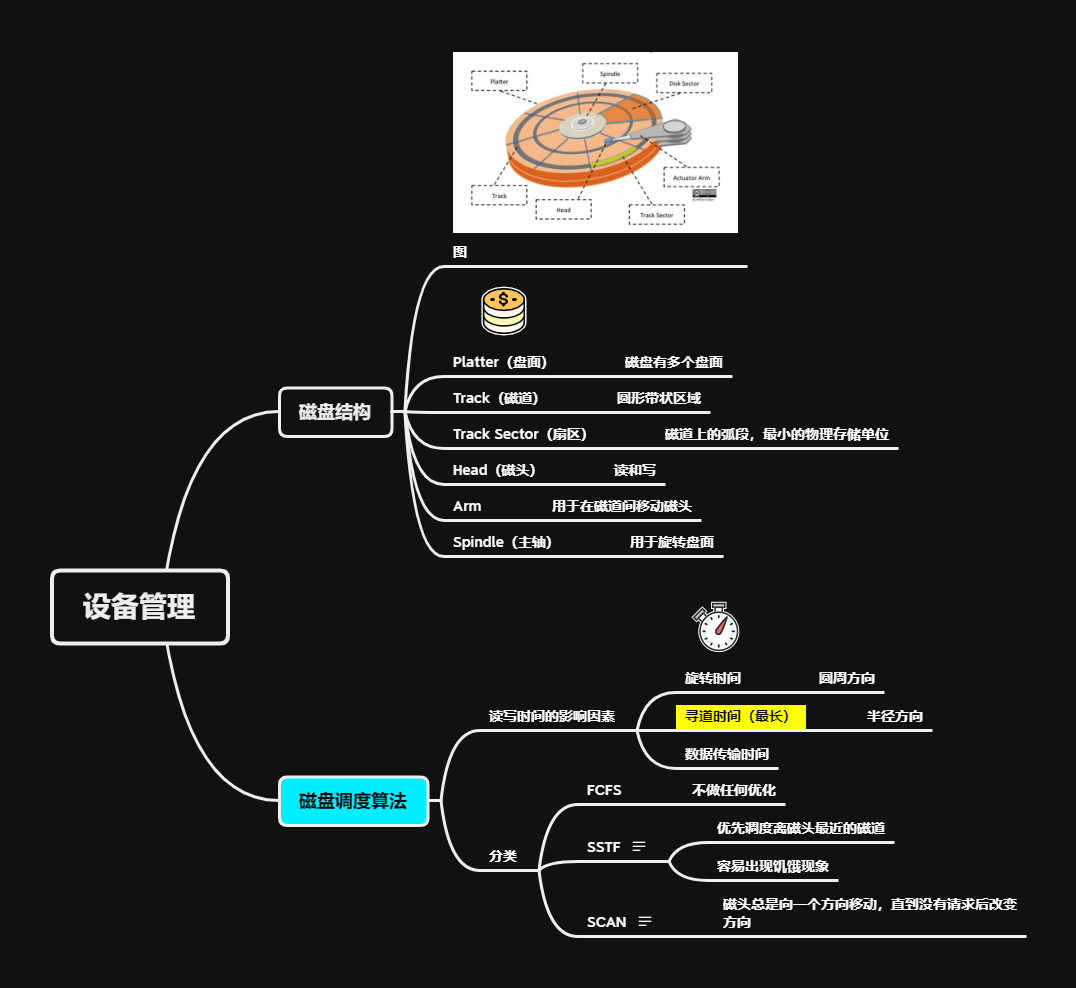 Platter
Spindle
Disk Sector
Track
Head
Actuator Arm
Track Sector
图
Platter（盘面）
磁盘有多个盘面
Track（磁道）
圆形带状区域
Track Sector（扇区）
磁道上的弧段，最小的物理存储单位
Head（磁头）
读和写
Arm
用于在磁道间移动磁头
Spindle（主轴）
用于旋转盘面
磁盘结构
设备管理
磁盘调度算法
读写时间的影响因素
旋转时间
圆周方向
寻道时间（最长）
半径方向
数据传输时间
分类
FCFS
不做任何优化
SSTF
优先调度离磁头最近的磁道
容易出现饥饿现象
SCAN
磁头总是向一个方向移动，直到没有请求后改变
方向